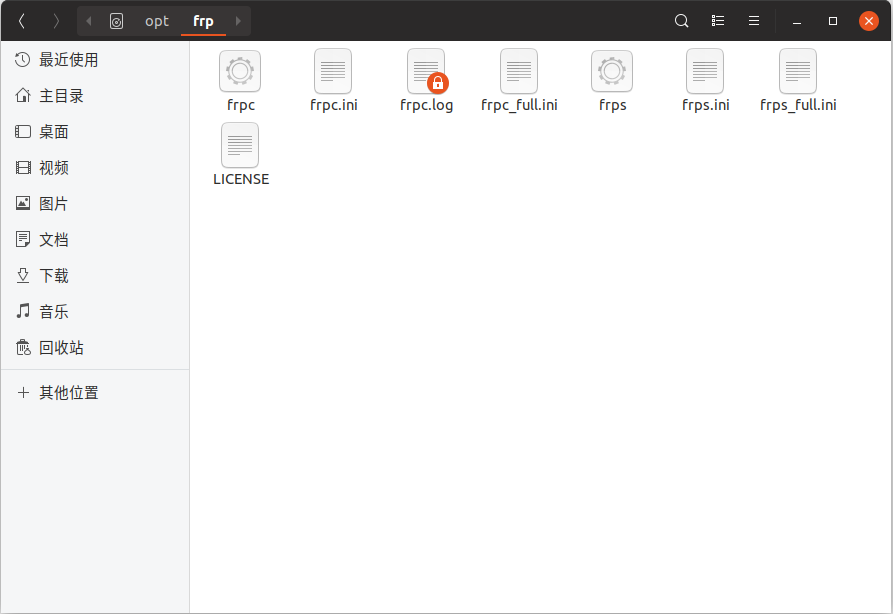 opt frp
最近使用
主目录
桌面
视频
图片
文档
下载
音乐
回收站
其他位置
frpc frpc.ini frpc.log frpc_full.ini frps frps.ini frps_full.ini
LICENSE